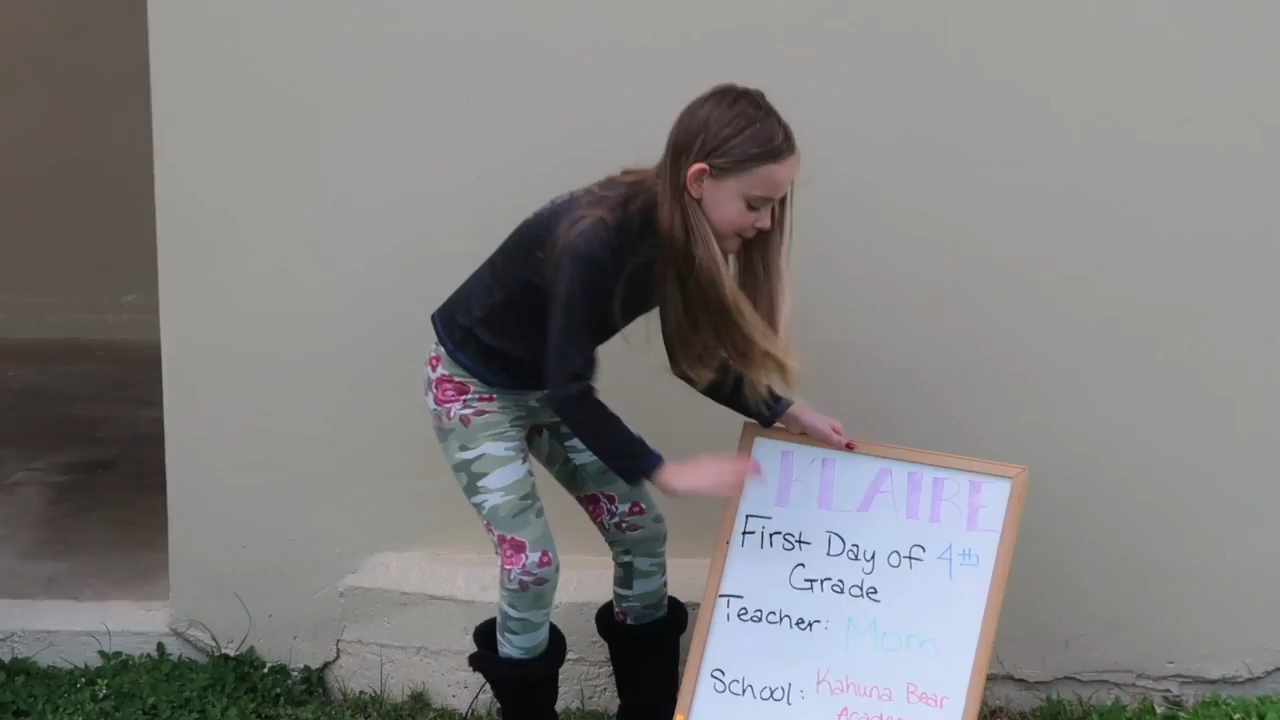 KLAIRE
First Day of 4th
Grade
Teacher: Mom
School: Kahuna Bear